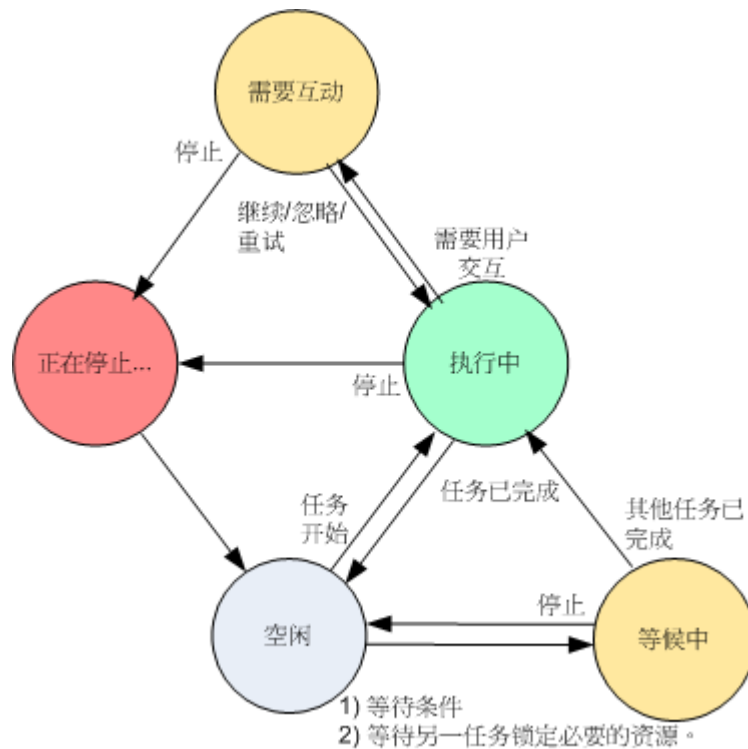 需要互动
停止
继续/忽略/
重试
需要用户
交互
正在停止...
执行中
停止
任务
开始
任务已完成
其他任务已
完成
空闲
停止
等候中
1) 等待条件
2) 等待另一任务锁定必要的资源。